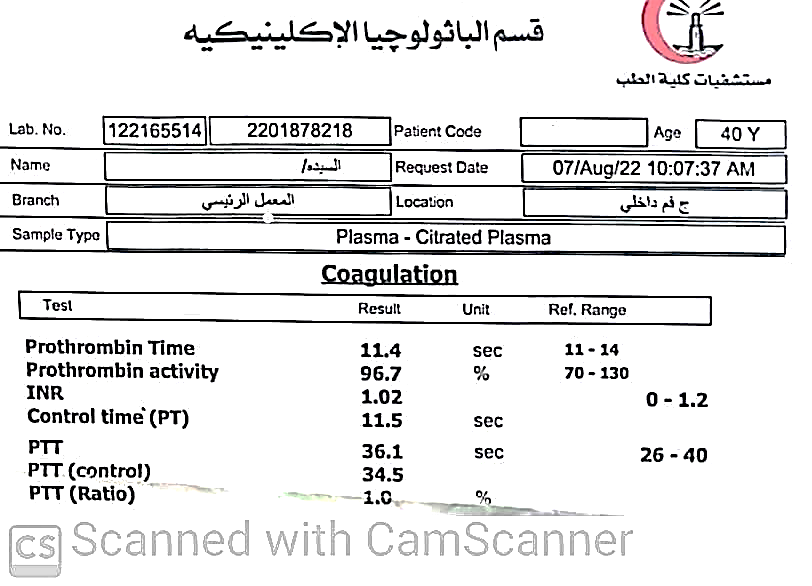 قسم الباثولوچيا الإكلينيكيه
مستشفيات كلية الطب
Lab. No. 122165514 2201878218 Patient Code Age 40 Y
Name السيده/ Request Date 07/Aug/22 10:07:37 AM
Branch المعمل الرئيسي Location ج فم داخلي
Sample Type Plasma - Citrated Plasma
Coagulation
Test Result Unit Ref. Range
Prothrombin Time 11.4 sec 11 - 14
Prothrombin activity 96.7 % 70 - 130
INR 1.02 0 - 1.2
Control time (PT) 11.5 sec
PTT 36.1 sec 26 - 40
PTT (control) 34.5
PTT (Ratio) 1.0 %
CS Scanned with CamScanner